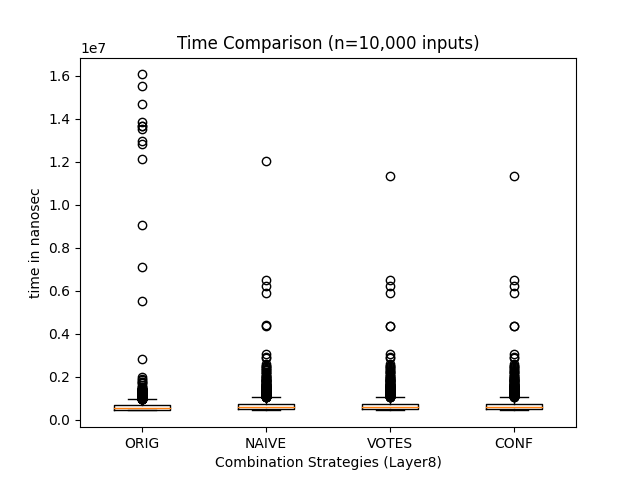 Time Comparison (n=10,000 inputs)
1e7
1.6
1.4
1.2
1.0
0.8
0.6
0.4
0.2
0.0
time in nanosec
ORIG NAIVE VOTES CONF
Combination Strategies (Layer8)